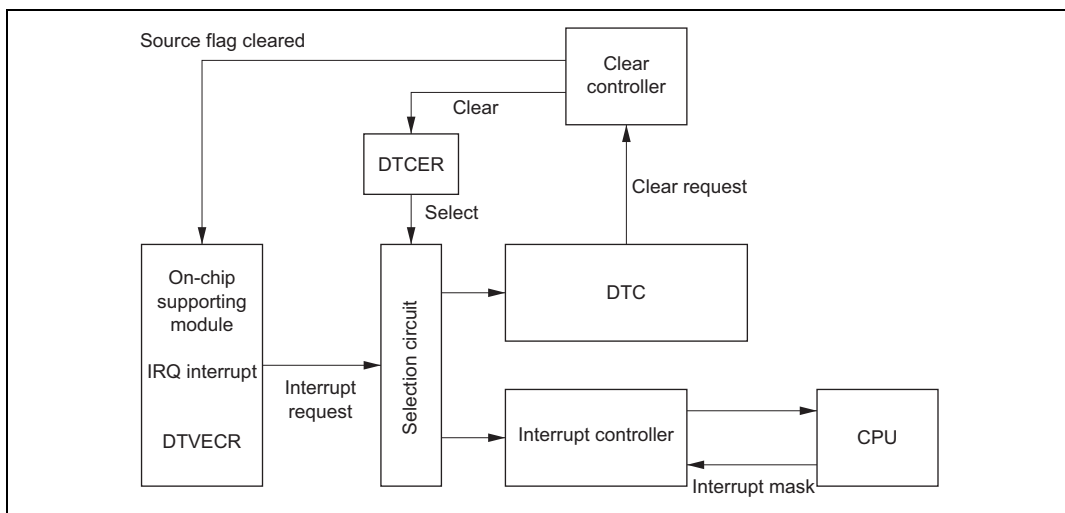 Source flag cleared
Clear
controller
Clear
DTCER
Clear request
Select
On-chip
supporting
module
IRQ interrupt
DTVECR
Interrupt
request
Selection circuit
DTC
Interrupt controller
CPU
Interrupt mask